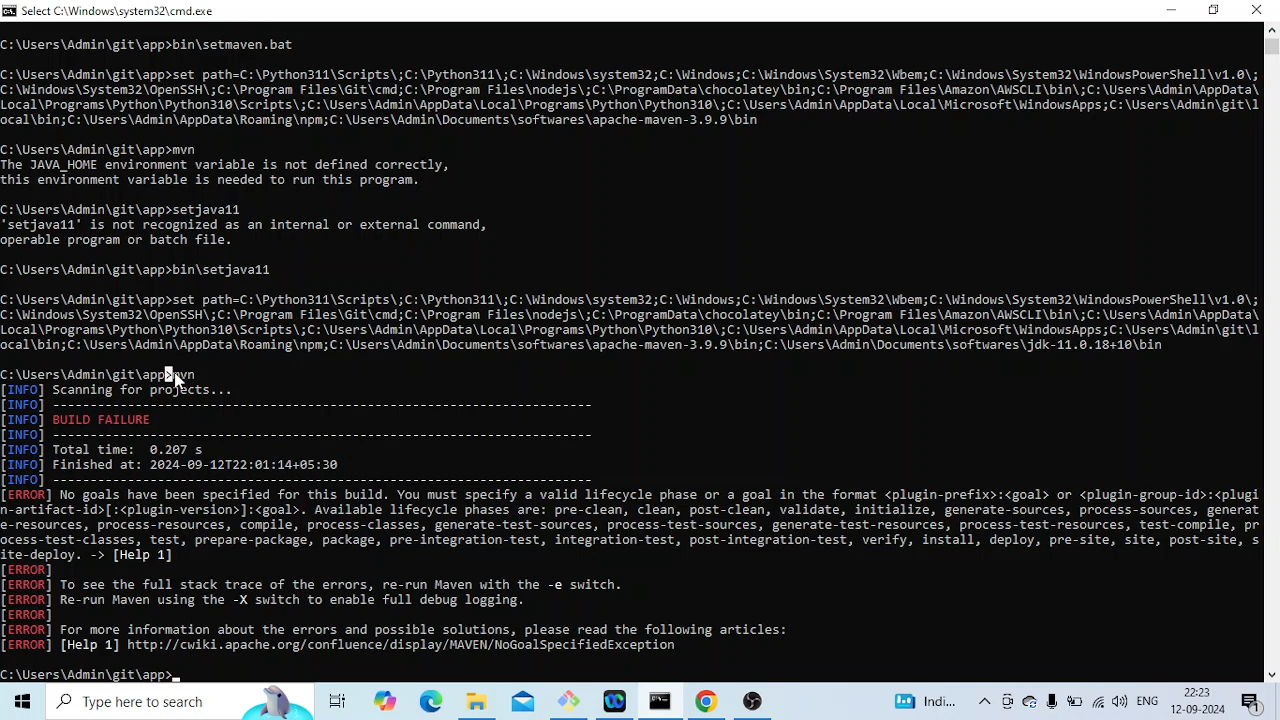 Select C:\Windows\system32\cmd.exe
C:\Users\Admin\git\app>bin\setmaven.bat
C:\Users\Admin\git\app>set path=C:\Python311\Scripts\;C:\Python311\;C:\Windows\system32;C:\Windows;C:\Windows\System32\Wbem;C:\Windows\System32\WindowsPowerShell\v1.0\;
C:\Windows\System32\OpenSSH\;C:\Program Files\Git\cmd;C:\Program Files\nodejs\;C:\ProgramData\chocolatey\bin;C:\Program Files\Amazon\AWSCLI\bin\;C:\Users\Admin\AppData\
Local\Programs\Python\Python310\Scripts\;C:\Users\Admin\AppData\Local\Programs\Python\Python310\;C:\Users\Admin\AppData\Local\Microsoft\WindowsApps;C:\Users\Admin\git\l
ocal\bin;C:\Users\Admin\AppData\Roaming\npm;C:\Users\Admin\Documents\softwares\apache-maven-3.9.9\bin
C:\Users\Admin\git\app>mvn
The JAVA_HOME environment variable is not defined correctly,
this environment variable is needed to run this program.
C:\Users\Admin\git\app>setjava11
'setjava11' is not recognized as an internal or external command,
operable program or batch file.
C:\Users\Admin\git\app>bin\setjava11
C:\Users\Admin\git\app>set path=C:\Python311\Scripts\;C:\Python311\;C:\Windows\system32;C:\Windows;C:\Windows\System32\Wbem;C:\Windows\System32\WindowsPowerShell\v1.0\;
C:\Windows\System32\OpenSSH\;C:\Program Files\Git\cmd;C:\Program Files\nodejs\;C:\ProgramData\chocolatey\bin;C:\Program Files\Amazon\AWSCLI\bin\;C:\Users\Admin\AppData\
Local\Programs\Python\Python310\Scripts\;C:\Users\Admin\AppData\Local\Programs\Python\Python310\;C:\Users\Admin\AppData\Local\Microsoft\WindowsApps;C:\Users\Admin\git\l
ocal\bin;C:\Users\Admin\AppData\Roaming\npm;C:\Users\Admin\Documents\softwares\apache-maven-3.9.9\bin;C:\Users\Admin\Documents\softwares\jdk-11.0.18+10\bin
C:\Users\Admin\git\app>mvn
[INFO] Scanning for projects...
[INFO] ------------------------------------------------------------------------
[INFO] BUILD FAILURE
[INFO] ------------------------------------------------------------------------
[INFO] Total time:  0.207 s
[INFO] Finished at: 2024-09-12T22:01:14+05:30
[INFO] ------------------------------------------------------------------------
[ERROR] No goals have been specified for this build. You must specify a valid lifecycle phase or a goal in the format <plugin-prefix>:<goal> or <plugin-group-id>:<plugi
n-artifact-id>[:<plugin-version>]:<goal>. Available lifecycle phases are: pre-clean, clean, post-clean, validate, initialize, generate-sources, process-sources, generat
e-resources, process-resources, compile, process-classes, generate-test-sources, process-test-sources, generate-test-resources, process-test-resources, test-compile, pr
ocess-test-classes, test, prepare-package, package, pre-integration-test, integration-test, post-integration-test, verify, install, deploy, pre-site, site, post-site, s
ite-deploy. -> [Help 1]
[ERROR]
[ERROR] To see the full stack trace of the errors, re-run Maven with the -e switch.
[ERROR] Re-run Maven using the -X switch to enable full debug logging.
[ERROR]
[ERROR] For more information about the errors and possible solutions, please read the following articles:
[ERROR] [Help 1] http://cwiki.apache.org/confluence/display/MAVEN/NoGoalSpecifiedException
C:\Users\Admin\git\app>
Type here to search
Indi...
ENG
22:23
12-09-2024
1